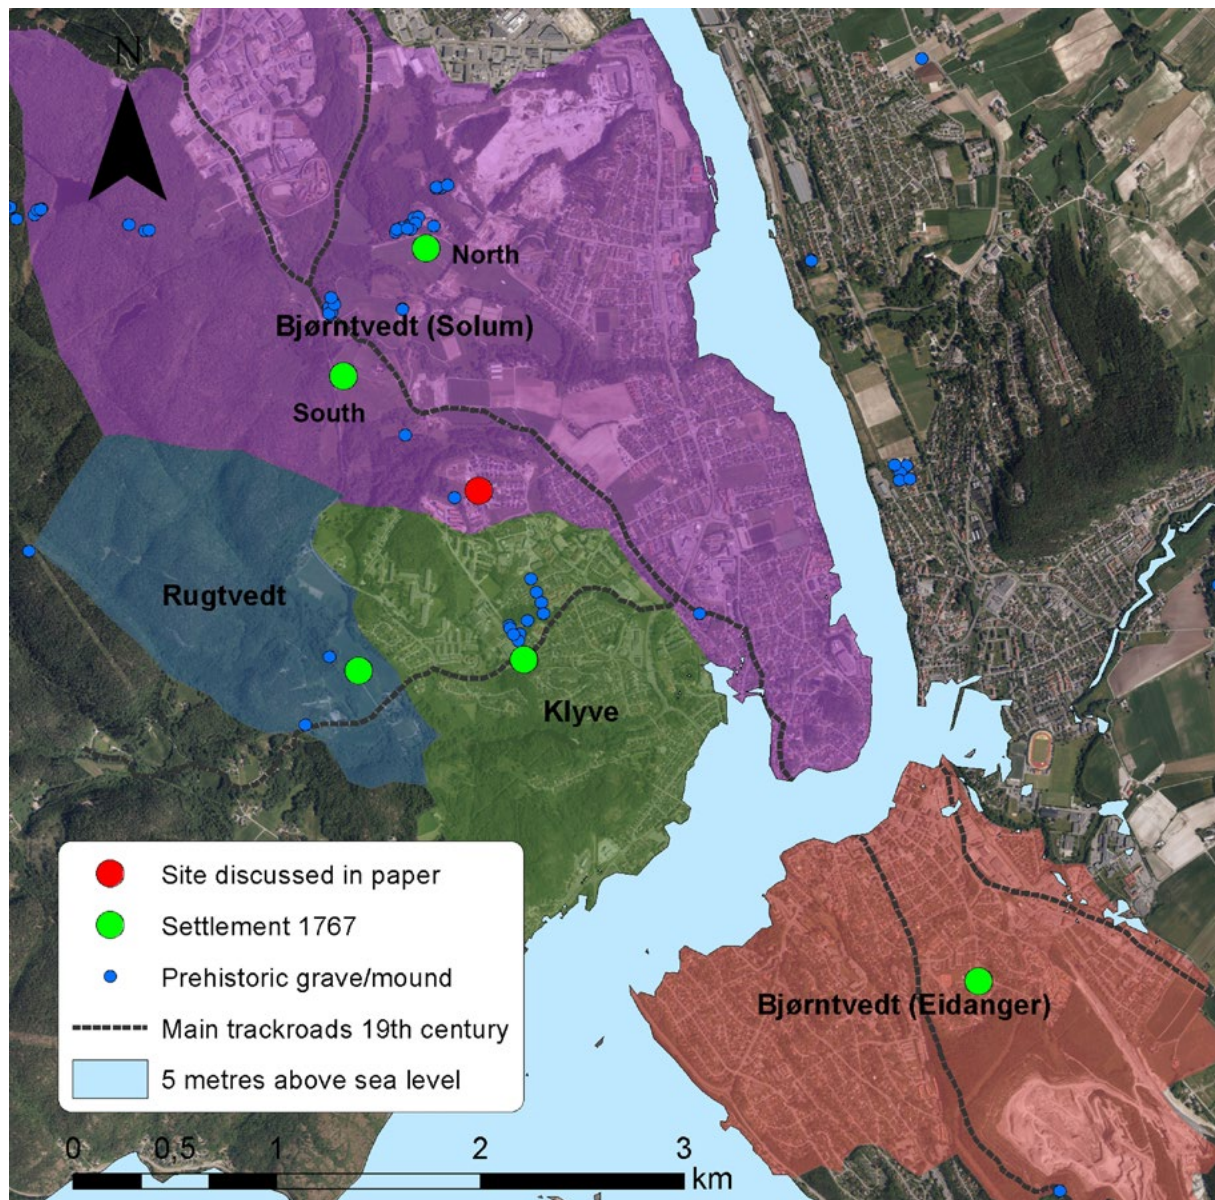 N
North
Bjørntvedt (Solum)
South
Rugtvedt
Klyve
Bjørntvedt (Eidanger)
Site discussed in paper
Settlement 1767
Prehistoric grave/mound
Main trackroads 19th century
5 metres above sea level
0 0,5 1 2 3
km